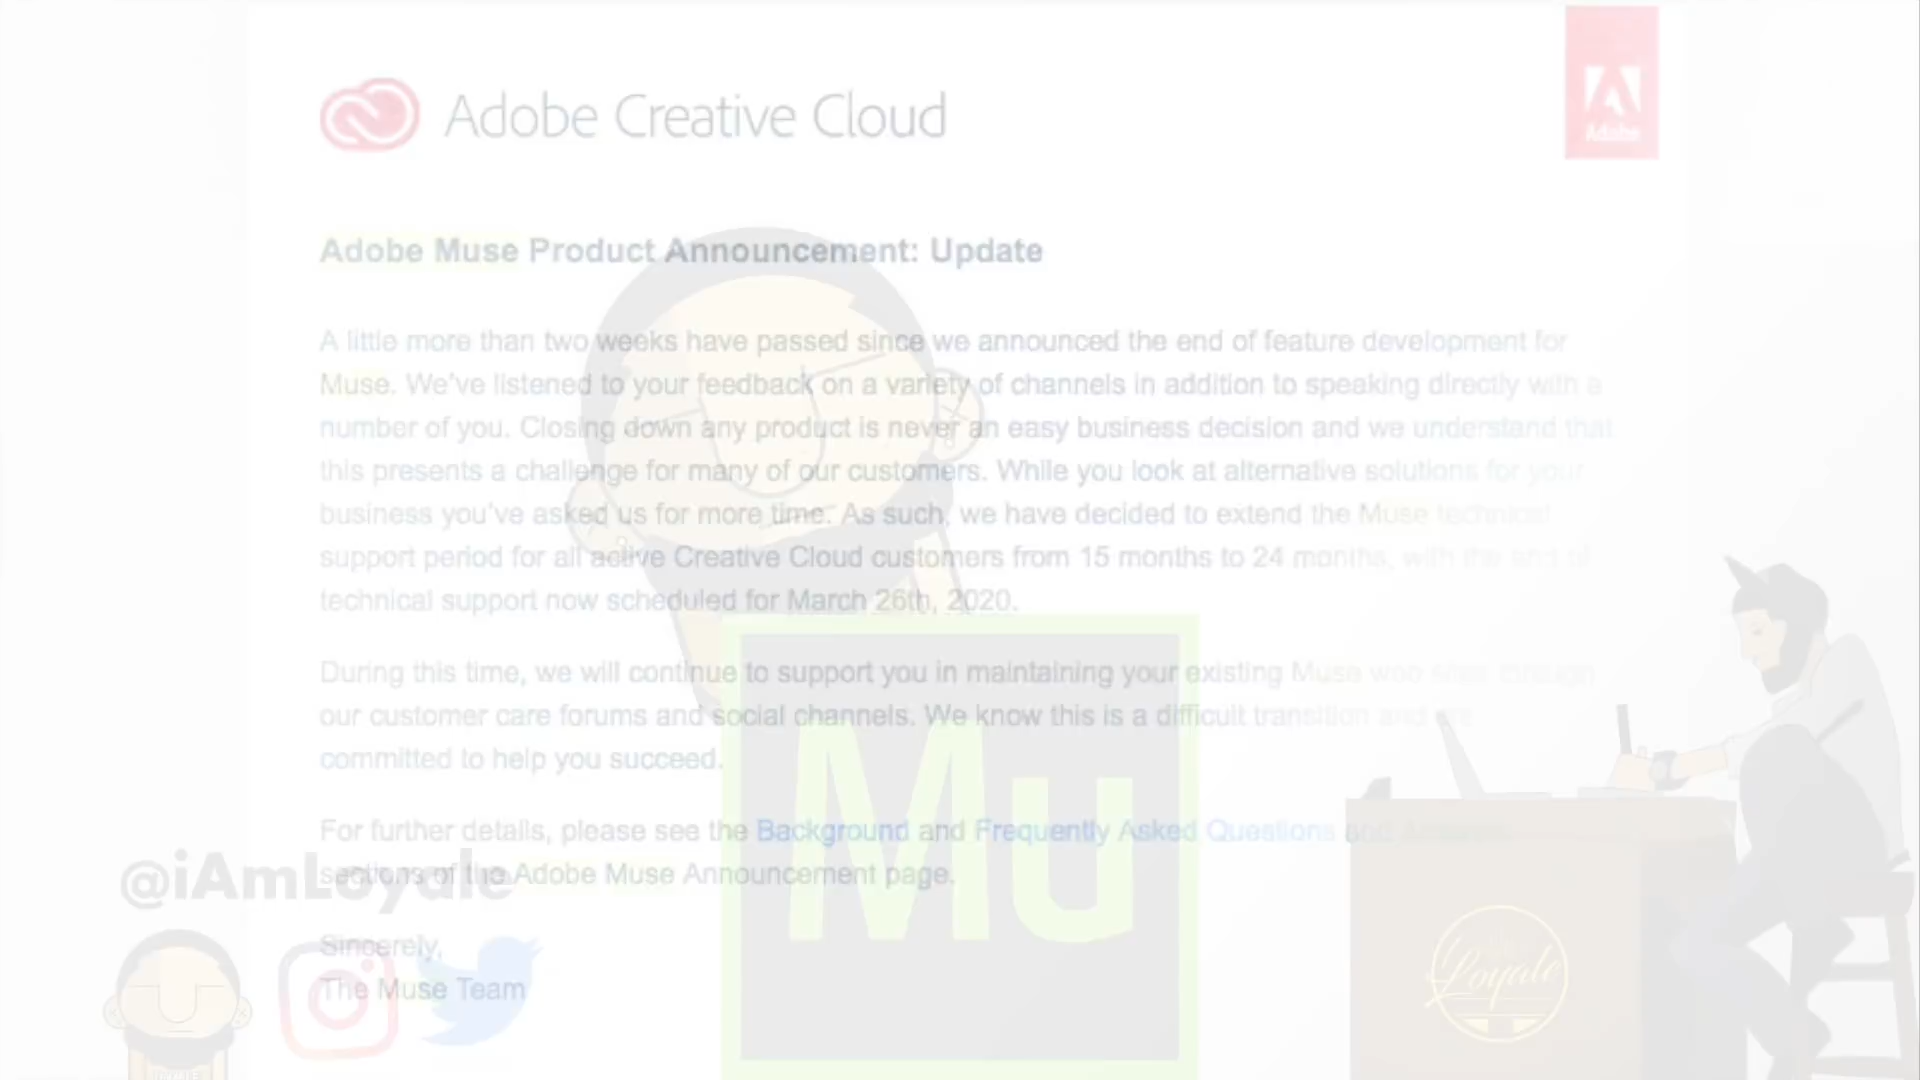 Adobe Creative Cloud
Adobe
Adobe Muse Product Announcement: Update
A little more than two weeks have passed since we announced the end of feature development for
Muse. We've listened to your feedback on a variety of channels in addition to speaking directly with a
number of you. Closing down any product is never an easy business decision and we understand that
this presents a challenge for many of our customers. While you look at alternative solutions for your
business you've asked us for more time. As such, we have decided to extend the Muse technical
support period for all active Creative Cloud customers from 15 months to 24 months, with the end of
technical support now scheduled for March 26th, 2020.
During this time, we will continue to support you in maintaining your existing Muse web sites through
our customer care forums and social channels. We know this is a difficult transition and are
committed to help you succeed.
For further details, please see the Background and Frequently Asked Questions and
sections of the Adobe Muse Announcement page.
Sincerely,
The Muse Team
Mu
@iAmLoyale
Loyale